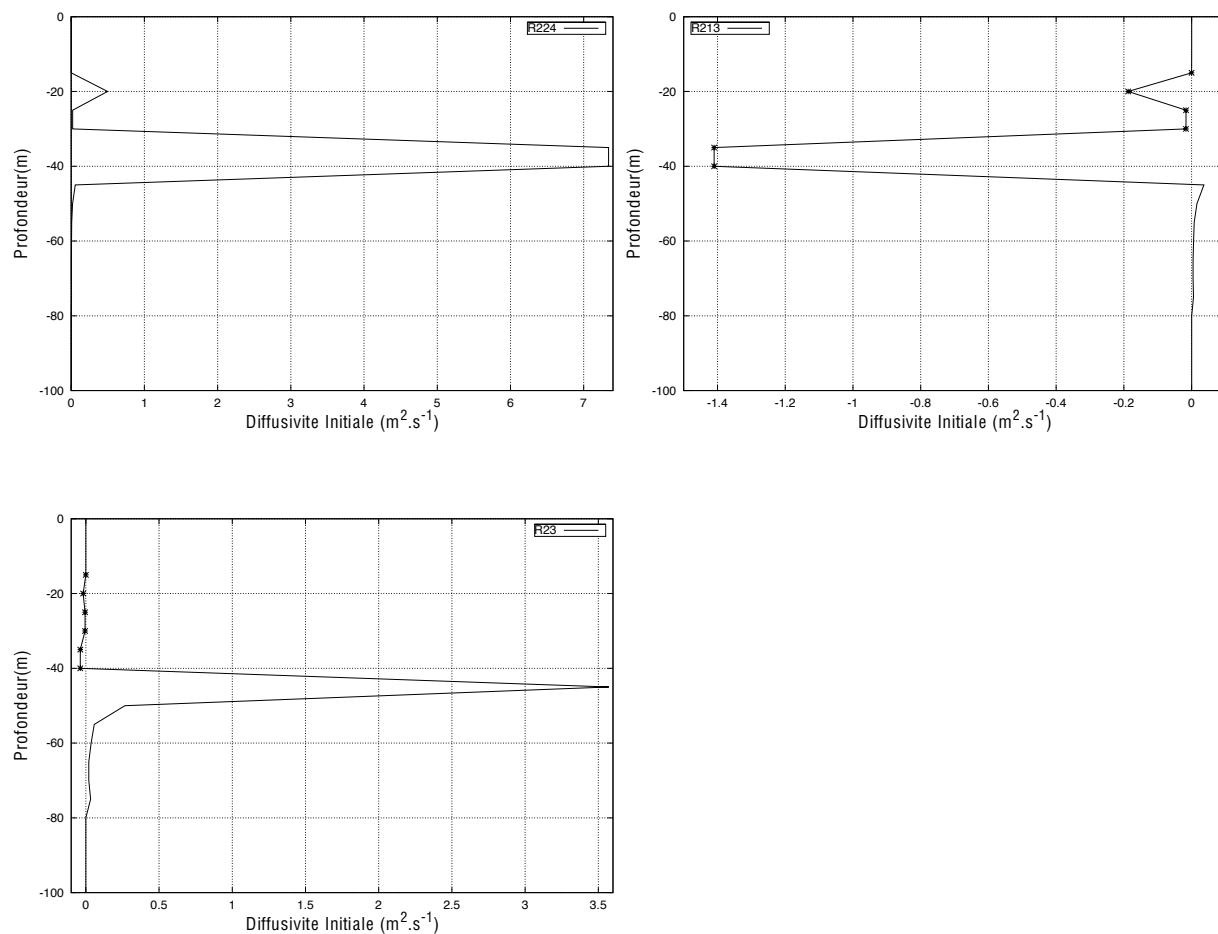 R224
0
-20
-40
-60
-80
-100
Profondeur(m)
0 1 2 3 4 5 6 7
Diffusivite Initiale (m².s⁻¹)
R213
0
-20
-40
-60
-80
-100
Profondeur(m)
-1.4 -1.2 -1 -0.8 -0.6 -0.4 -0.2 0
Diffusivite Initiale (m².s⁻¹)
R23
0
-20
-40
-60
-80
-100
Profondeur(m)
0 0.5 1 1.5 2 2.5 3 3.5
Diffusivite Initiale (m².s⁻¹)